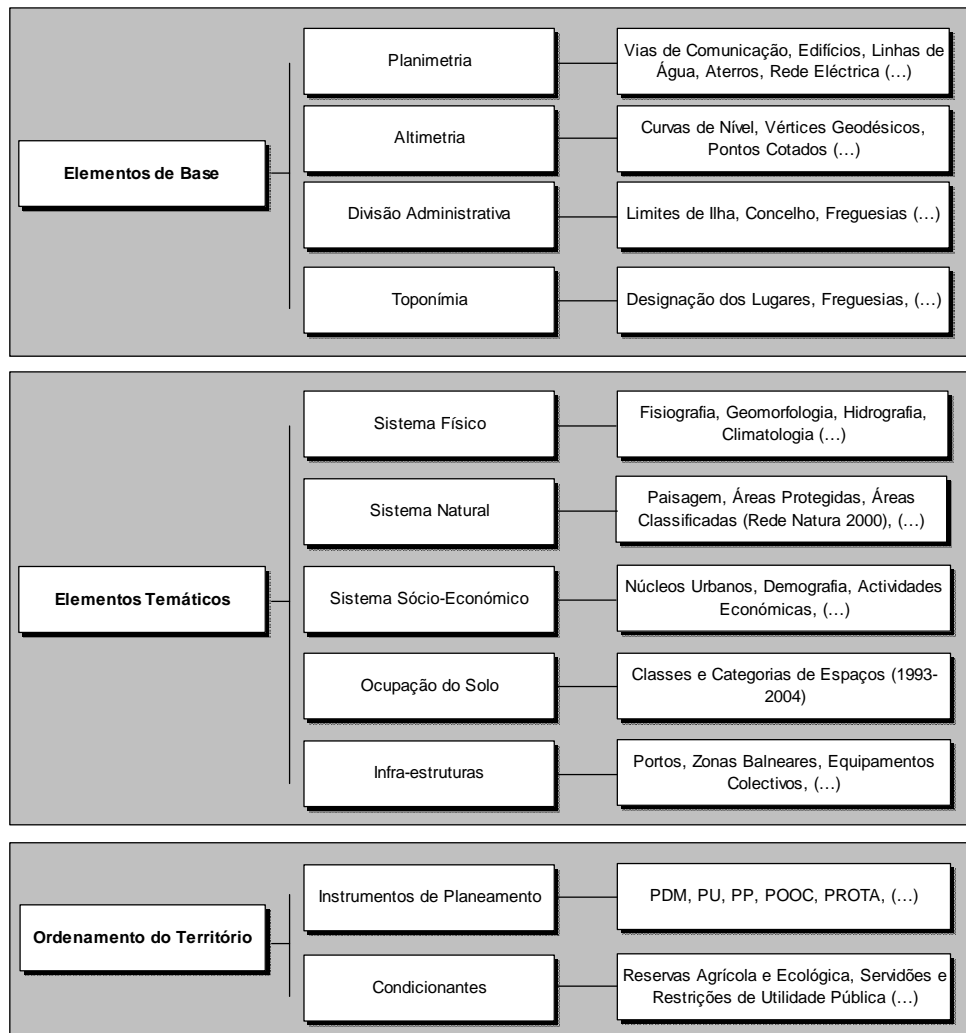 Planimetria
Vias de Comunicação, Edifícios, Linhas de
Água, Aterros, Rede Eléctrica (…)
Altimetria
Curvas de Nível, Vértices Geodésicos,
Pontos Cotados (…)
Elementos de Base
Divisão Administrativa
Limites de Ilha, Concelho, Freguesias (…)
Toponímia
Designação dos Lugares, Freguesias, (…)
Sistema Físico
Fisiografia, Geomorfologia, Hidrografia,
Climatologia (…)
Sistema Natural
Paisagem, Áreas Protegidas, Áreas
Classificadas (Rede Natura 2000), (…)
Elementos Temáticos
Sistema Sócio-Económico
Núcleos Urbanos, Demografia, Actividades
Económicas, (…)
Ocupação do Solo
Classes e Categorias de Espaços (1993-
2004)
Infra-estruturas
Portos, Zonas Balneares, Equipamentos
Colectivos, (…)
Instrumentos de Planeamento
PDM, PU, PP, POOC, PROTA, (…)
Ordenamento do Território
Condicionantes
Reservas Agrícola e Ecológica, Servidões e
Restrições de Utilidade Pública (…)